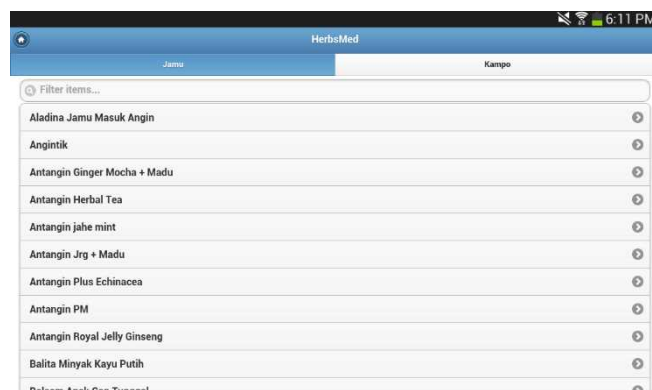 6:11 PM
HerbsMed
Jamu Kampo
Filter items...
Aladina Jamu Masuk Angin
Angintik
Antangin Ginger Mocha + Madu
Antangin Herbal Tea
Antangin jahe mint
Antangin Jrg + Madu
Antangin Plus Echinacea
Antangin PM
Antangin Royal Jelly Ginseng
Balita Minyak Kayu Putih